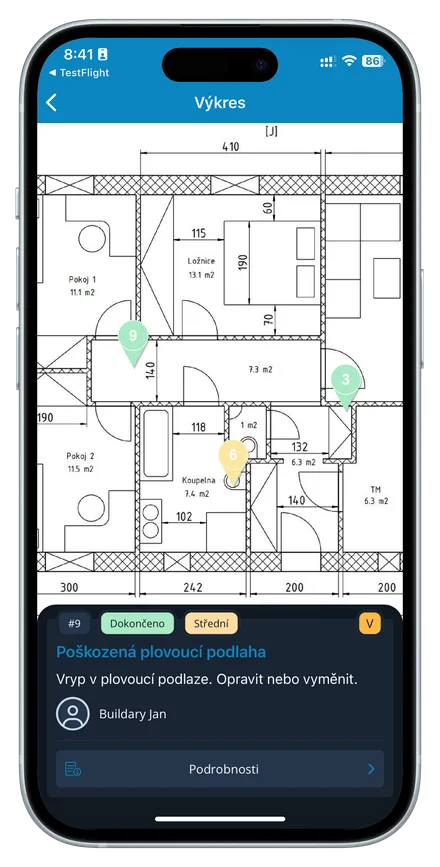 8:41
86
◀ TestFlight
Výkres
[J]
410
60
115
190
Ložnice
13.1 m2
Pokoj 1
11.1 m2
70
9
140
7.3 m2
3
190
118
1 m2
132
6.3 m2
6
Pokoj 2
11.5 m2
Koupelna
7.4 m2
102
140
TM
6.3 m2
300
242
200
200
#9
Dokončeno
Střední
V
Poškozená plovoucí podlaha
Vryp v plovoucí podlaze. Opravit nebo vyměnit.
Buildary Jan
Podrobnosti